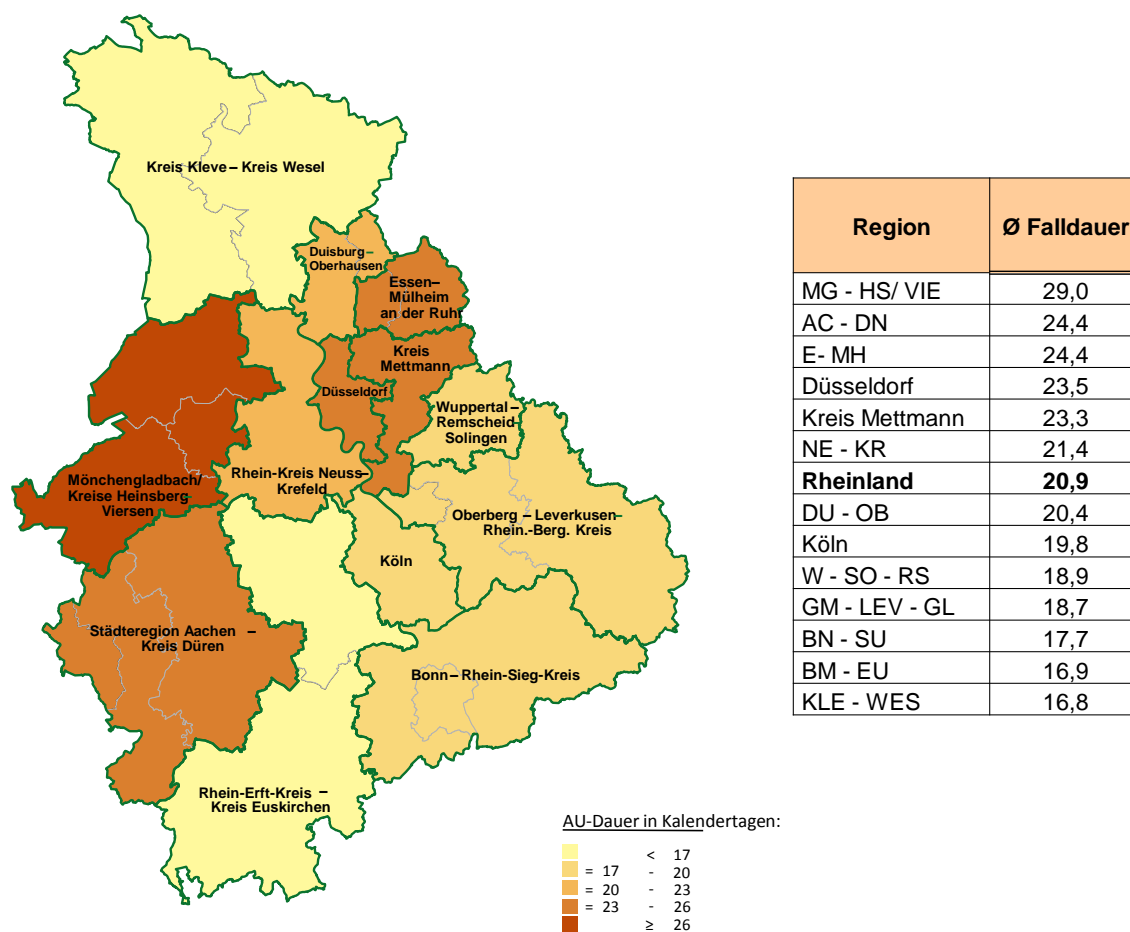 Kreis Kleve – Kreis Wesel
Duisburg–
Oberhausen
Essen–
Mülheim
an der Ruhr
Kreis
Mettmann
Düsseldorf
Wuppertal –
Remscheid-
Solingen
Mönchengladbach/
Kreise Heinsberg-
Viersen
Rhein-Kreis Neuss–
Krefeld
Oberberg – Leverkusen–
Rhein.-Berg. Kreis
Köln
Städteregion Aachen –
Kreis Düren
Bonn – Rhein-Sieg-Kreis
Rhein-Erft-Kreis –
Kreis Euskirchen
AU-Dauer in Kalendertagen:
< 17
= 17 - 20
= 20 - 23
= 23 - 26
≥ 26
Region Ø Falldauer
MG - HS/ VIE 29,0
AC - DN 24,4
E- MH 24,4
Düsseldorf 23,5
Kreis Mettmann 23,3
NE - KR 21,4
Rheinland 20,9
DU - OB 20,4
Köln 19,8
W - SO - RS 18,9
GM - LEV - GL 18,7
BN - SU 17,7
BM - EU 16,9
KLE - WES 16,8